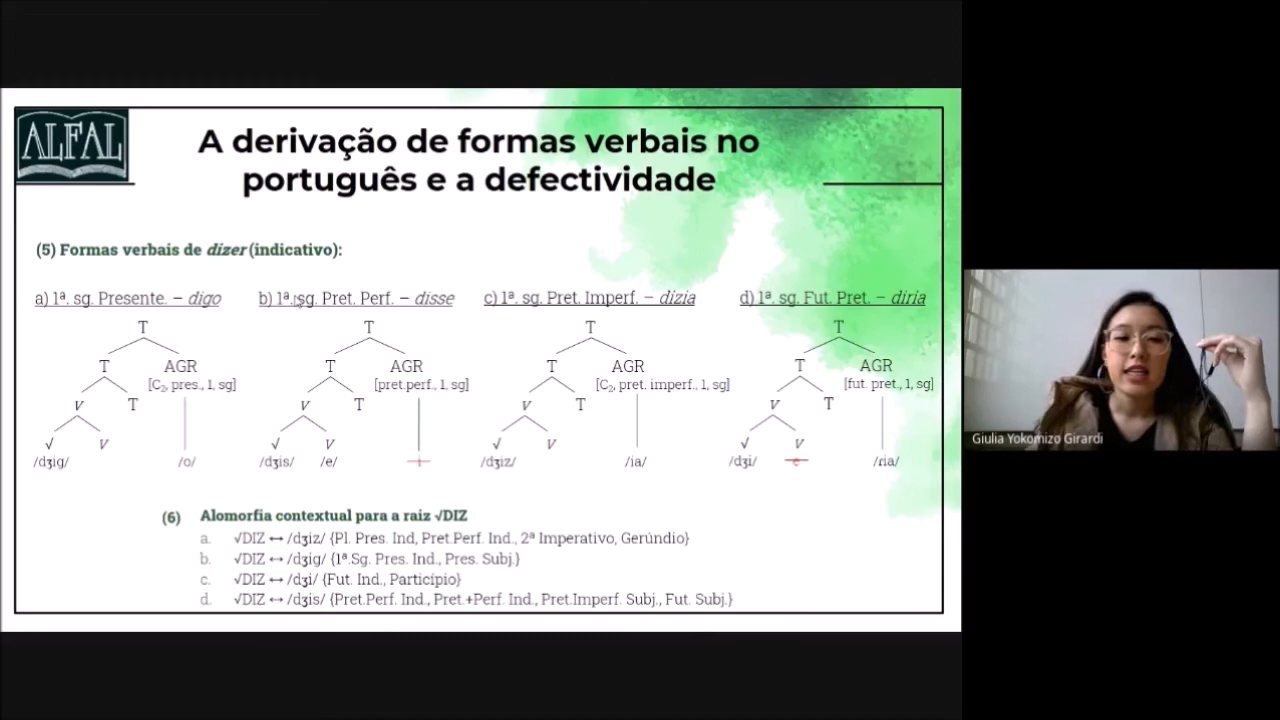 ALFAL
A derivação de formas verbais no
português e a defectividade
(5) Formas verbais de dizer (indicativo):
a) 1ª. sg. Presente. – digo
T
T AGR
[C₂, pres., 1, sg]
v T
√ v
/dʒig/ /o/
b) 1ª. sg. Pret. Perf. – disse
T
T AGR
[pret.perf., 1, sg]
v T
√ v
/dʒis/ /e/ i
c) 1ª. sg. Pret. Imperf. – dizia
T
T AGR
[C₂, pret. imperf., 1, sg]
v T
√ v
/dʒiz/ /ia/
d) 1ª. sg. Fut. Pret. – diria
T
T AGR
[fut. pret., 1, sg]
v T
√ v
/dʒi/ e /ɾia/
(6) Alomorfia contextual para a raiz √DIZ
a. √DIZ ↔ /dʒiz/ {Pl. Pres. Ind, Pret.Perf. Ind., 2ª Imperativo, Gerúndio}
b. √DIZ ↔ /dʒig/ {1ª.Sg. Pres. Ind., Pres. Subj.}
c. √DIZ ↔ /dʒi/ {Fut. Ind., Particípio}
d. √DIZ ↔ /dʒis/ {Pret.Perf. Ind., Pret.+Perf. Ind., Pret.Imperf. Subj., Fut. Subj.}
Giulia Yokomizo Girardi